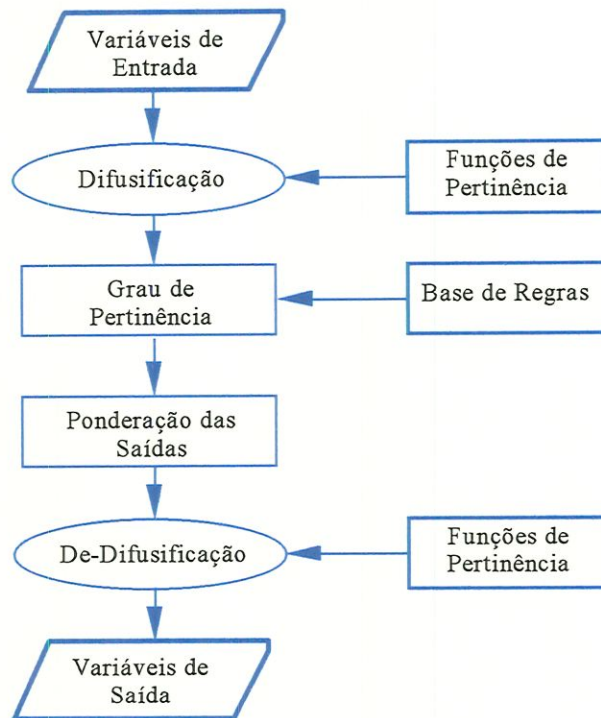 Variáveis de
Entrada
Difusificação
Funções de
Pertinência
Grau de
Pertinência
Base de Regras
Ponderação das
Saídas
De-Difusificação
Funções de
Pertinência
Variáveis de
Saída